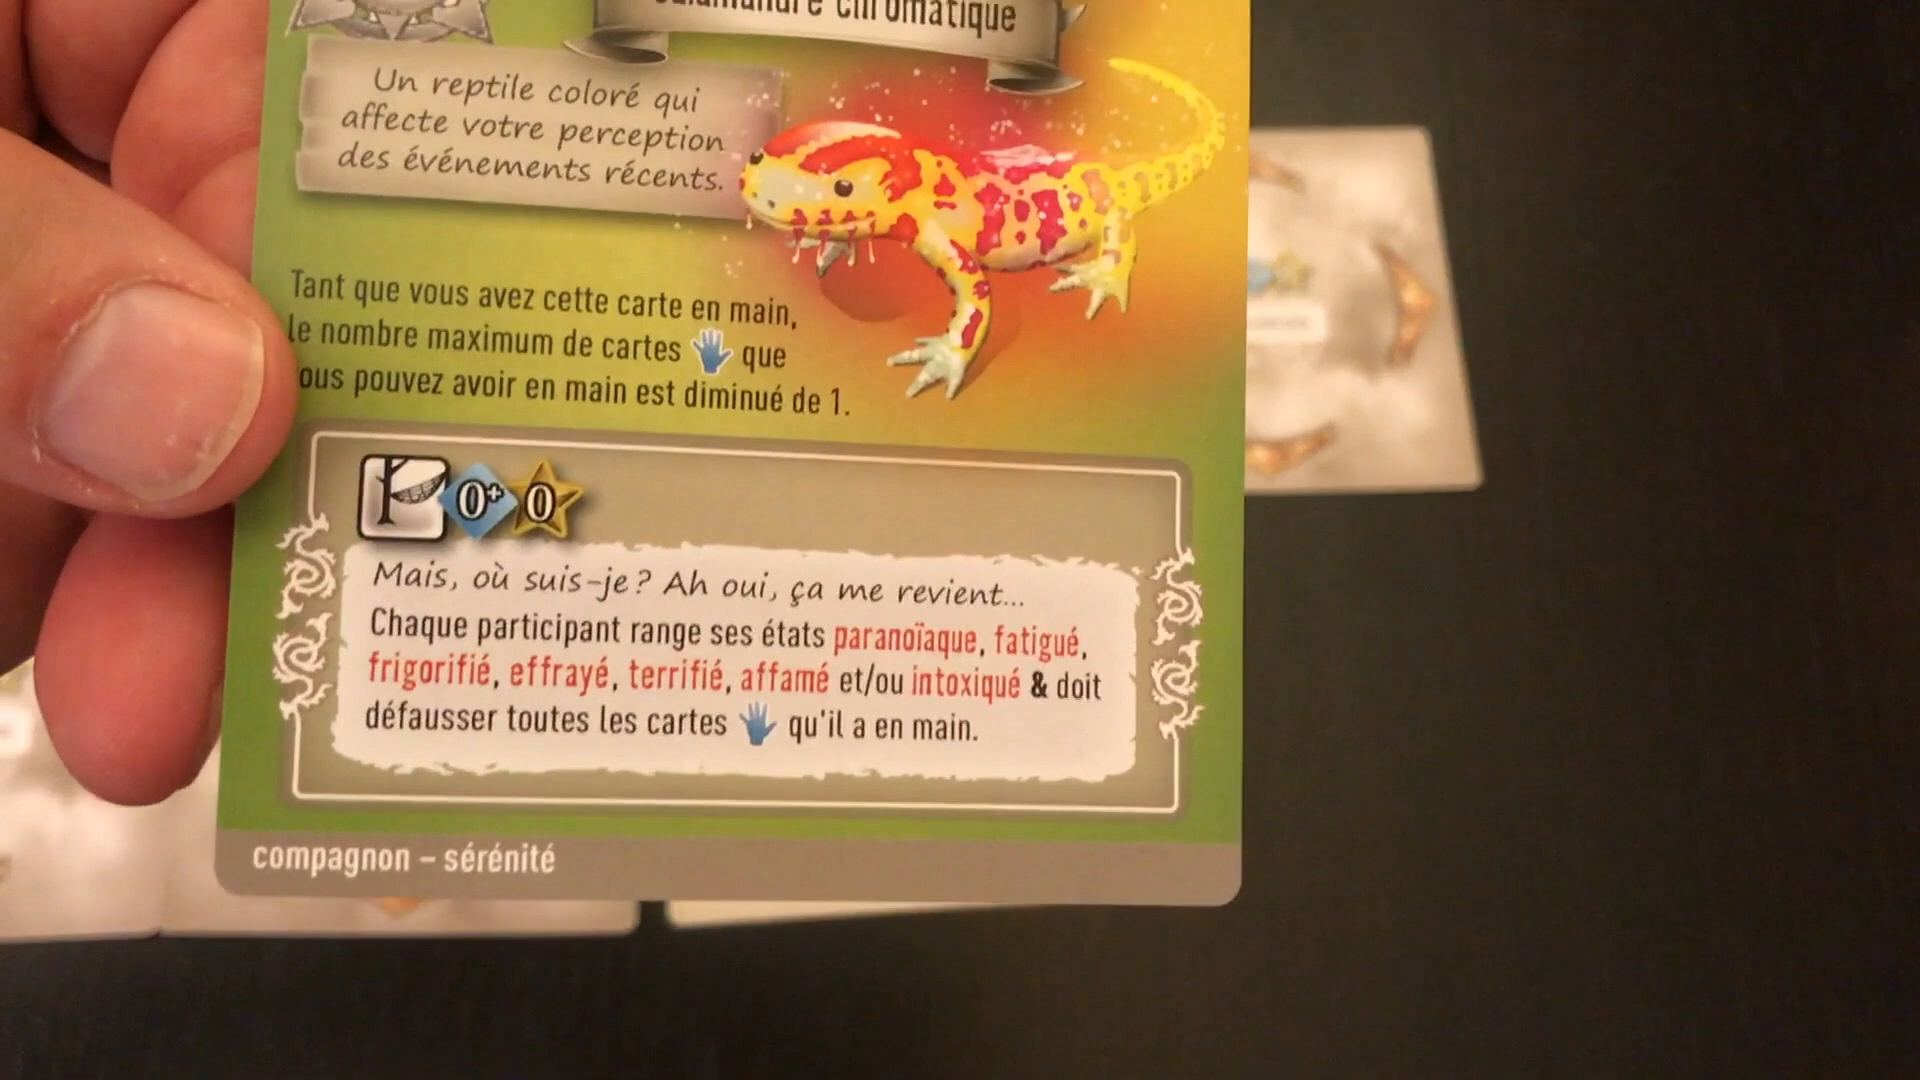 chromatique
Un reptile coloré qui
affecte votre perception
des événements récents.
Tant que vous avez cette carte en main,
le nombre maximum de cartes que
ous pouvez avoir en main est diminué de 1.
0+ 0
Mais, où suis-je? Ah oui, ça me revient...
Chaque participant range ses états paranoïaque, fatigué,
frigorifié, effrayé, terrifié, affamé et/ou intoxiqué & doit
défausser toutes les cartes qu'il a en main.
compagnon – sérénité